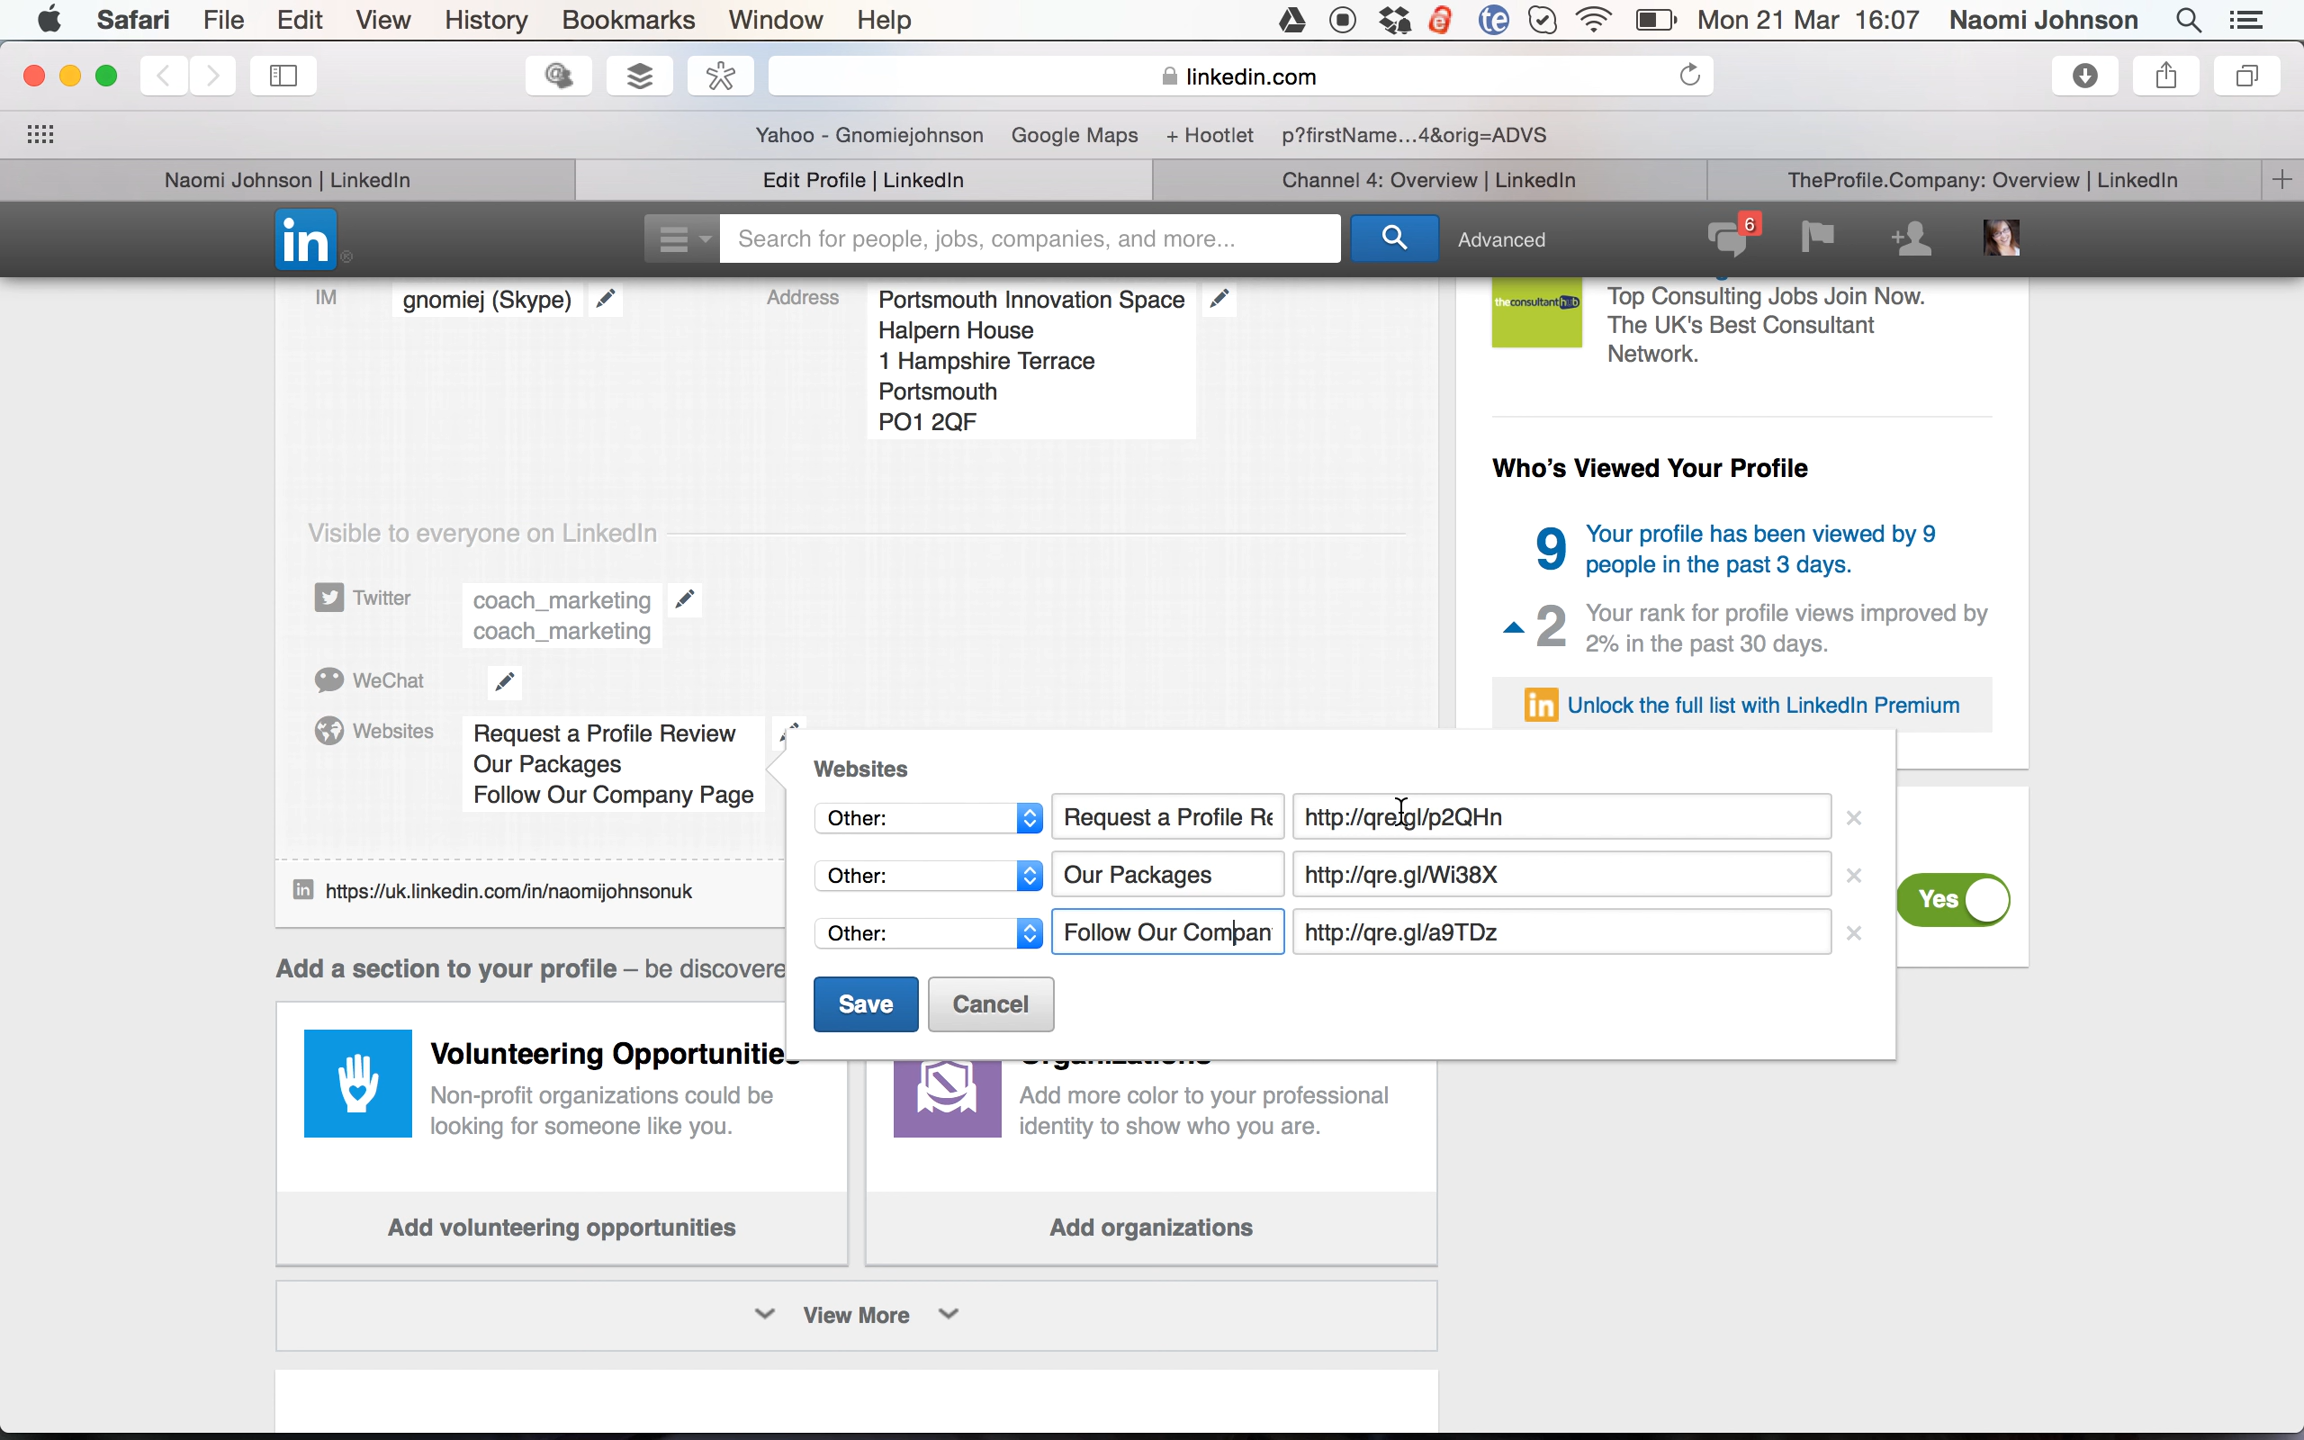 Safari File Edit View History Bookmarks Window Help
Mon 21 Mar 16:07 Naomi Johnson
linkedin.com
Yahoo - Gnomiejohnson Google Maps + Hootlet p?firstName...4&orig=ADVS
Naomi Johnson | LinkedIn
Edit Profile | LinkedIn
Channel 4: Overview | LinkedIn
TheProfile.Company: Overview | LinkedIn
in
Search for people, jobs, companies, and more...
Advanced
6
IM
gnomiej (Skype)
Address
Portsmouth Innovation Space
Halpern House
1 Hampshire Terrace
Portsmouth
PO1 2QF
theconsultanthub
Top Consulting Jobs Join Now.
The UK's Best Consultant
Network.
Who's Viewed Your Profile
9
Your profile has been viewed by 9
people in the past 3 days.
2
Your rank for profile views improved by
2% in the past 30 days.
in Unlock the full list with LinkedIn Premium
Visible to everyone on LinkedIn
Twitter
coach_marketing
coach_marketing
WeChat
Websites
Request a Profile Review
Our Packages
Follow Our Company Page
Websites
Other: Request a Profile Re http://qre.gl/p2QHn
Other: Our Packages http://qre.gl/Wi38X
Other: Follow Our Compan http://qre.gl/a9TDz
Save Cancel
Yes
in https://uk.linkedin.com/in/naomijohnsonuk
Add a section to your profile – be discovere
Volunteering Opportunities
Non-profit organizations could be
looking for someone like you.
Add volunteering opportunities
Organizations
Add more color to your professional
identity to show who you are.
Add organizations
View More